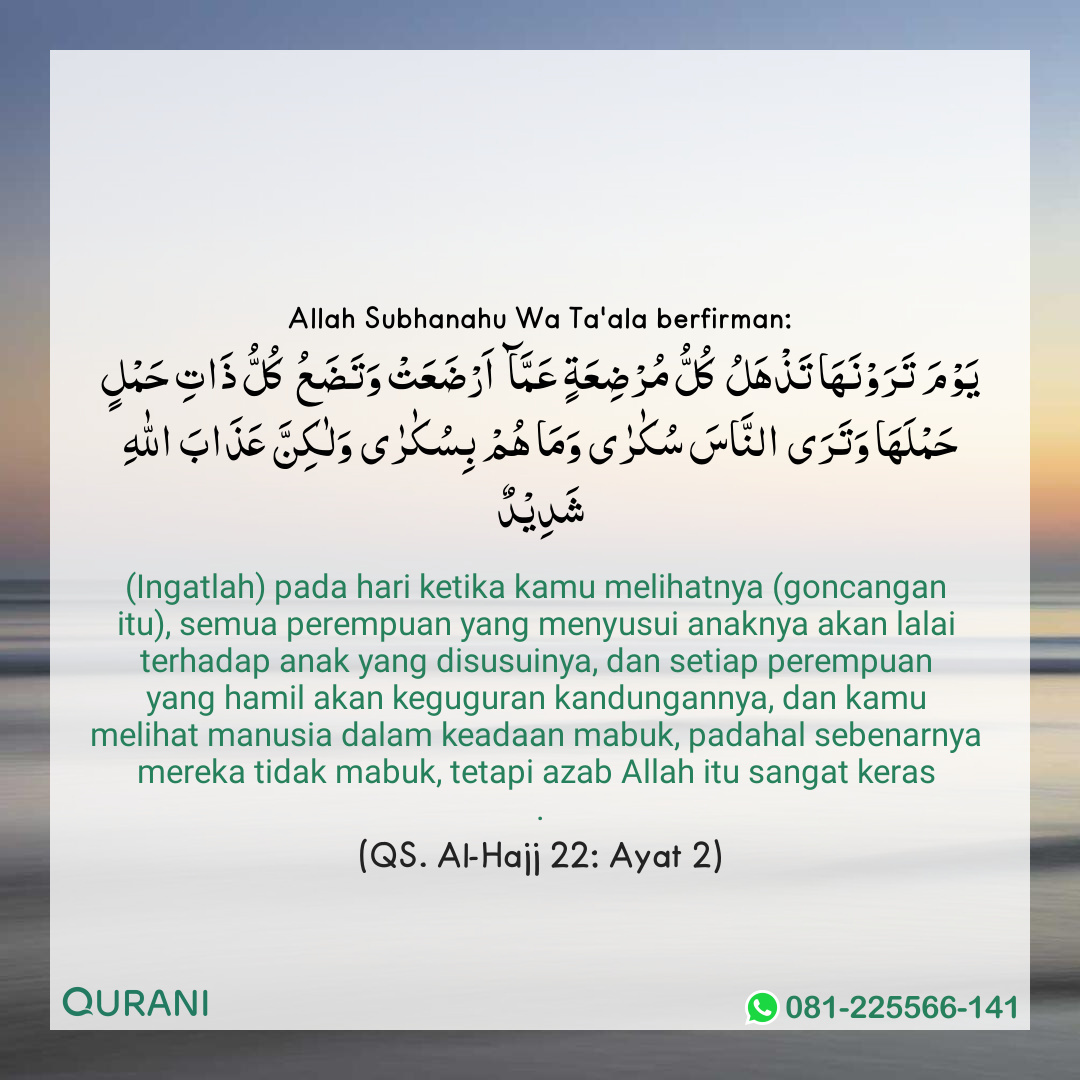 Allah Subhanahu Wa Ta'ala berfirman:
يَوْمَ تَرَوْنَهَا تَذْهَلُ كُلُّ مُرْضِعَةٍ عَمَّاۤ اَرْضَعَتْ وَتَضَعُ كُلُّ ذَاتِ حَمْلٍ
حَمْلَهَا وَتَرَى النَّاسَ سُكٰرٰى وَمَا هُمْ بِسُكٰرٰى وَلٰـكِنَّ عَذَابَ اللّٰهِ
شَدِيْدٌ
(Ingatlah) pada hari ketika kamu melihatnya (goncangan
itu), semua perempuan yang menyusui anaknya akan lalai
terhadap anak yang disusuinya, dan setiap perempuan
yang hamil akan keguguran kandungannya, dan kamu
melihat manusia dalam keadaan mabuk, padahal sebenarnya
mereka tidak mabuk, tetapi azab Allah itu sangat keras
.
(QS. Al-Hajj 22: Ayat 2)
QURANI
081-225566-141